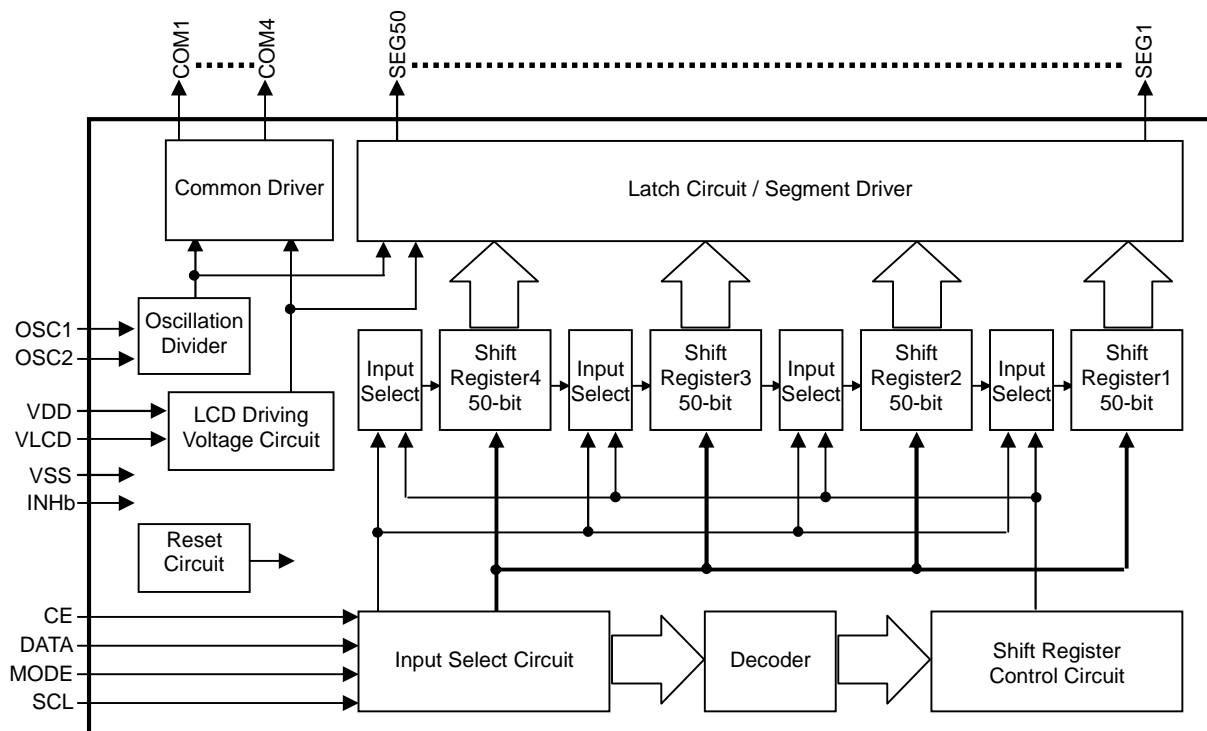 COM1
COM4
SEG50
SEG1
Common Driver
Latch Circuit / Segment Driver
OSC1
OSC2
Oscillation
Divider
VDD
VLCD
LCD Driving
Voltage Circuit
VSS
INHb
Input
Select
Shift
Register4
50-bit
Input
Select
Shift
Register3
50-bit
Input
Select
Shift
Register2
50-bit
Input
Select
Shift
Register1
50-bit
Reset
Circuit
CE
DATA
MODE
SCL
Input Select Circuit
Decoder
Shift Register
Control Circuit